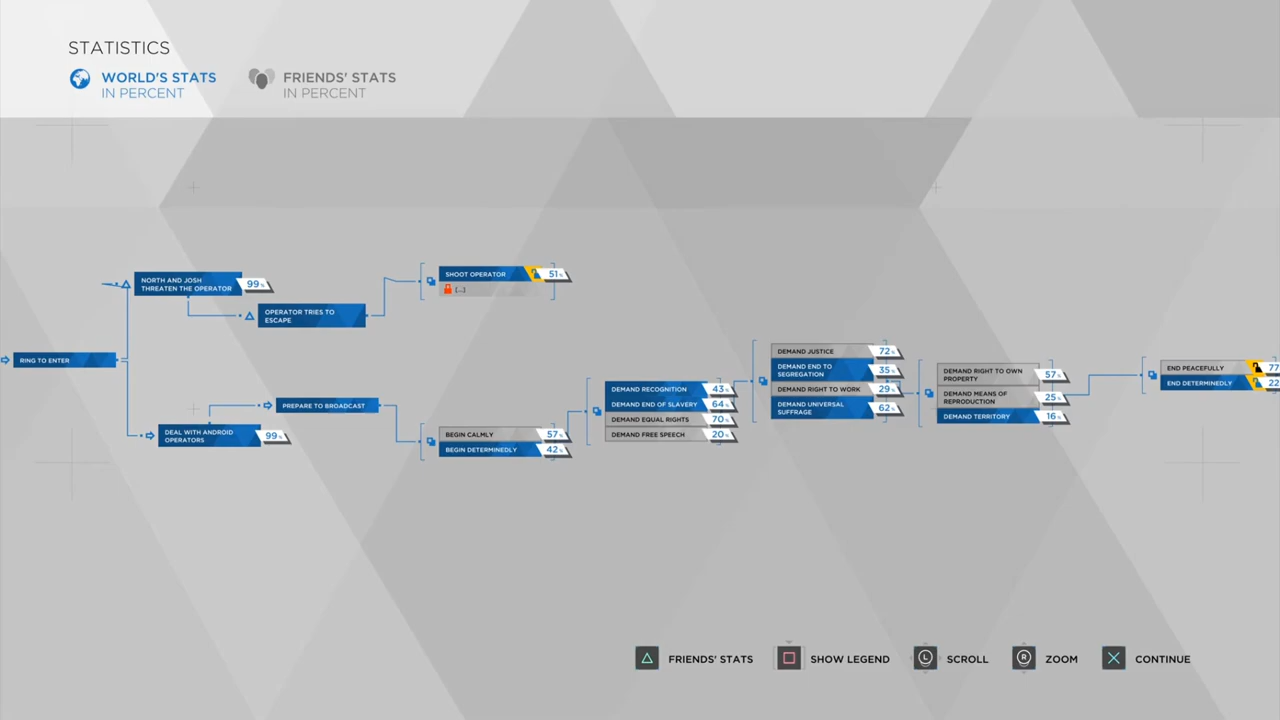 STATISTICS
WORLD'S STATS
IN PERCENT
FRIENDS' STATS
IN PERCENT
RING TO ENTER
NORTH AND JOSH
THREATEN THE OPERATOR
99%
OPERATOR TRIES TO
ESCAPE
SHOOT OPERATOR
51%
[...]
DEAL WITH ANDROID
OPERATORS
99%
PREPARE TO BROADCAST
BEGIN CALMLY
57%
BEGIN DETERMINEDLY
42%
DEMAND RECOGNITION
43%
DEMAND END OF SLAVERY
64%
DEMAND EQUAL RIGHTS
70%
DEMAND FREE SPEECH
20%
DEMAND JUSTICE
72%
DEMAND END TO
SEGREGATION
35%
DEMAND RIGHT TO WORK
29%
DEMAND UNIVERSAL
SUFFRAGE
62%
DEMAND RIGHT TO OWN
PROPERTY
57%
DEMAND MEANS OF
REPRODUCTION
25%
DEMAND TERRITORY
16%
END PEACEFULLY
77
END DETERMINEDLY
22
FRIENDS' STATS
SHOW LEGEND
L
SCROLL
R
ZOOM
CONTINUE